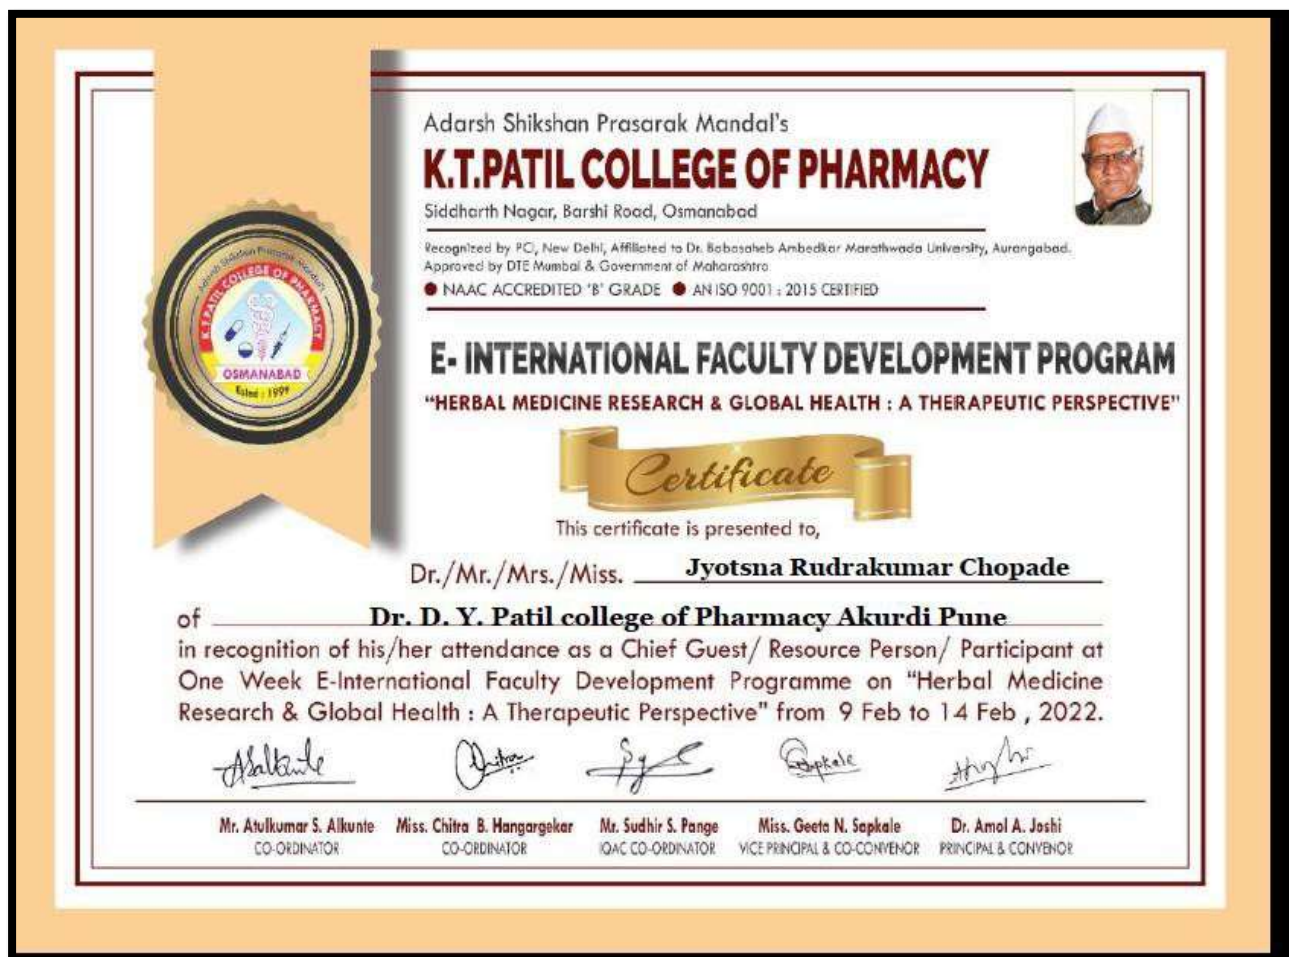 Adarsh Shikshan Prasarak Mandal's
K.T.PATIL COLLEGE OF PHARMACY
Siddharth Nagar, Barshi Road, Osmanabad
Recognized by PCI, New Delhi, Affiliated to Dr. Babasaheb Ambedkar Marathwada University, Aurangabad.
Approved by DTE Mumbai & Government of Maharashtra
● NAAC ACCREDITED 'B' GRADE ● AN ISO 9001 : 2015 CERTIFIED
Adarsh Shikshan Prasarak Mandal's
K.T.PATIL COLLEGE OF PHARMACY
OSMANABAD
Ested : 1999
E- INTERNATIONAL FACULTY DEVELOPMENT PROGRAM
"HERBAL MEDICINE RESEARCH & GLOBAL HEALTH : A THERAPEUTIC PERSPECTIVE"
Certificate
This certificate is presented to,
Dr./Mr./Mrs./Miss. Jyotsna Rudrakumar Chopade
of Dr. D. Y. Patil college of Pharmacy Akurdi Pune
in recognition of his/her attendance as a Chief Guest/ Resource Person/ Participant at
One Week E-International Faculty Development Programme on "Herbal Medicine
Research & Global Health : A Therapeutic Perspective" from 9 Feb to 14 Feb , 2022.
Mr. Atulkumar S. Alkunte Miss. Chitra B. Hangargekar Mr. Sudhir S. Pange Miss. Geeta N. Sapkale Dr. Amol A. Joshi
CO-ORDINATOR CO-ORDINATOR IQAC CO-ORDINATOR VICE PRINCIPAL & CO-CONVENOR PRINCIPAL & CONVENOR